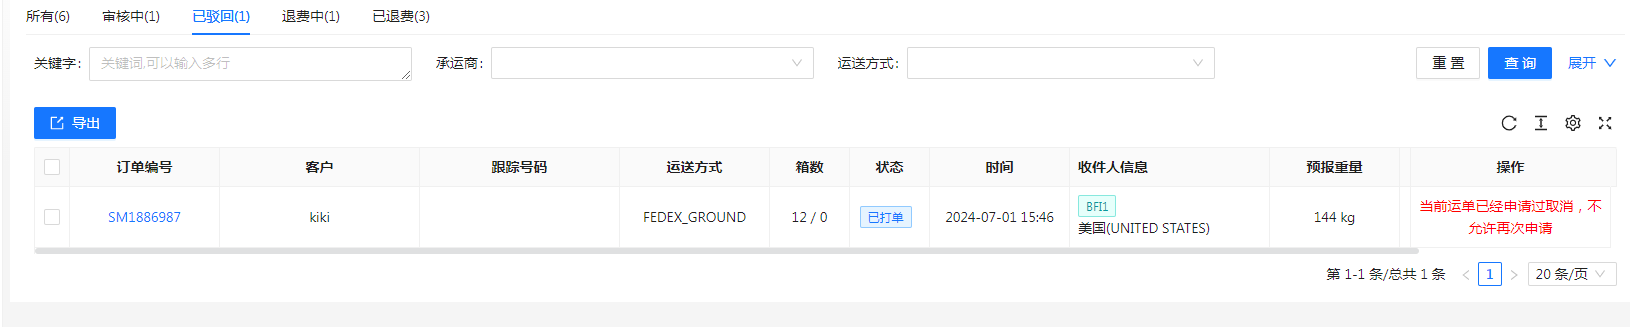 所有(6) 审核中(1) 已驳回(1) 退费中(1) 已退费(3)
关键字： 关键词,可以输入多行 承运商： 运送方式： 重 置 查 询 展开
导出
订单编号 客户 跟踪号码 运送方式 箱数 状态 时间 收件人信息 预报重量 操作
SM1886987 kiki FEDEX_GROUND 12 / 0 已打单 2024-07-01 15:46 BFI1 144 kg 当前运单已经申请过取消，不
美国(UNITED STATES) 允许再次申请
第 1-1 条/总共 1 条 < 1 > 20 条/页